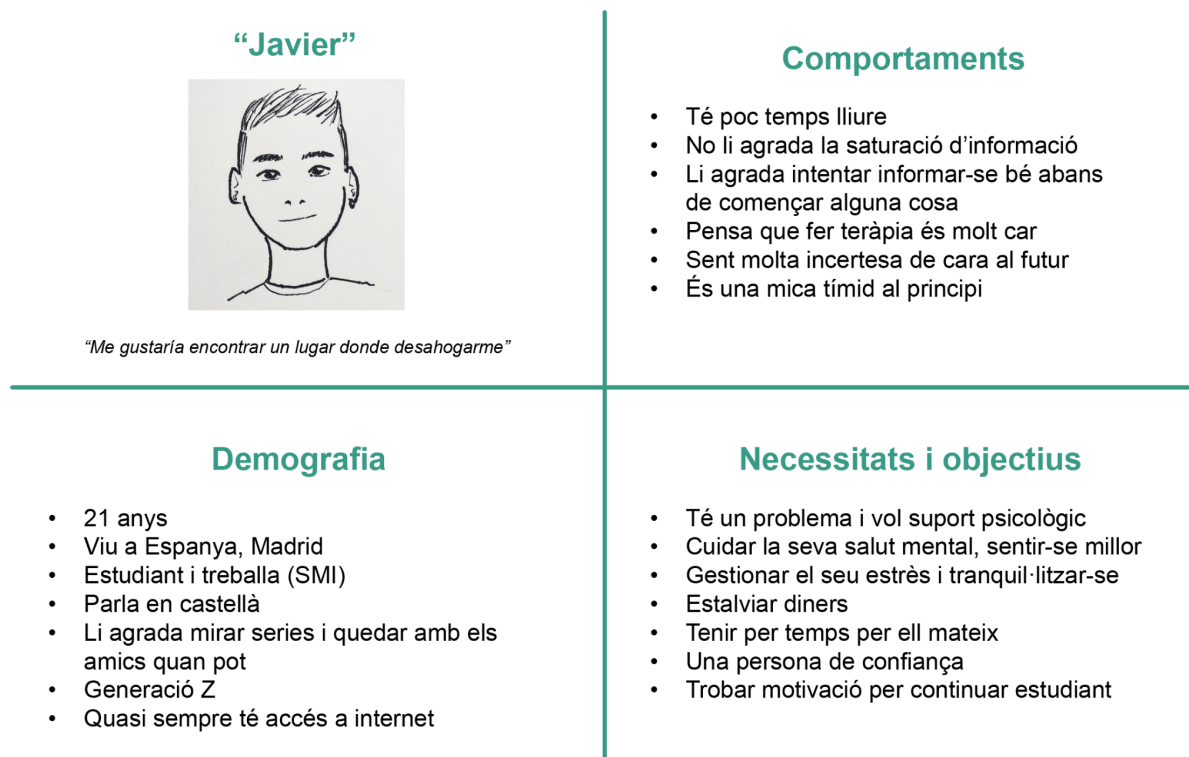 “Javier”
“Me gustaría encontrar un lugar donde desahogarme”
Comportaments
• Té poc temps lliure
• No li agrada la saturació d’informació
• Li agrada intentar informar-se bé abans
de començar alguna cosa
• Pensa que fer teràpia és molt car
• Sent molta incertesa de cara al futur
• És una mica tímid al principi
Demografia
• 21 anys
• Viu a Espanya, Madrid
• Estudiant i treballa (SMI)
• Parla en castellà
• Li agrada mirar series i quedar amb els
amics quan pot
• Generació Z
• Quasi sempre té accés a internet
Necessitats i objectius
• Té un problema i vol suport psicològic
• Cuidar la seva salut mental, sentir-se millor
• Gestionar el seu estrès i tranquil·litzar-se
• Estalviar diners
• Tenir per temps per ell mateix
• Una persona de confiança
• Trobar motivació per continuar estudiant